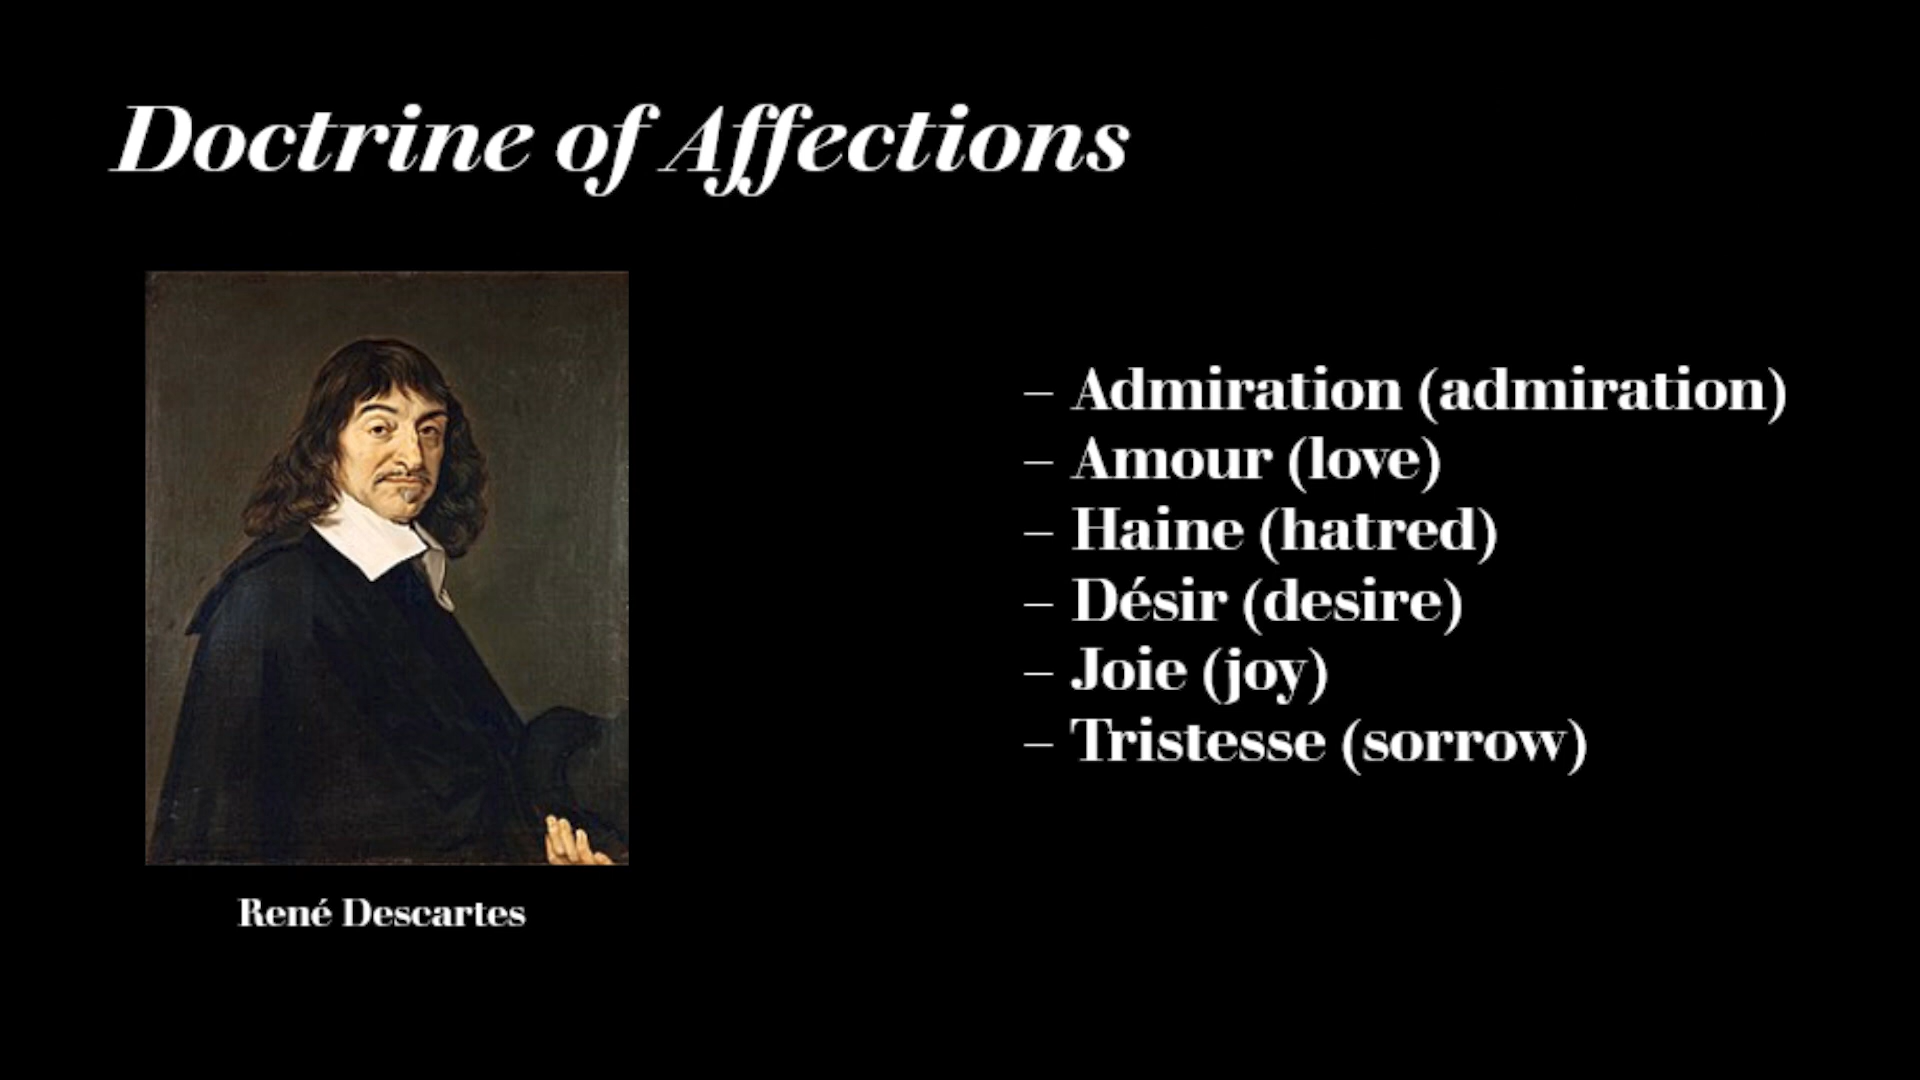 Doctrine of Affections
– Admiration (admiration)
– Amour (love)
– Haine (hatred)
– Désir (desire)
– Joie (joy)
– Tristesse (sorrow)
René Descartes